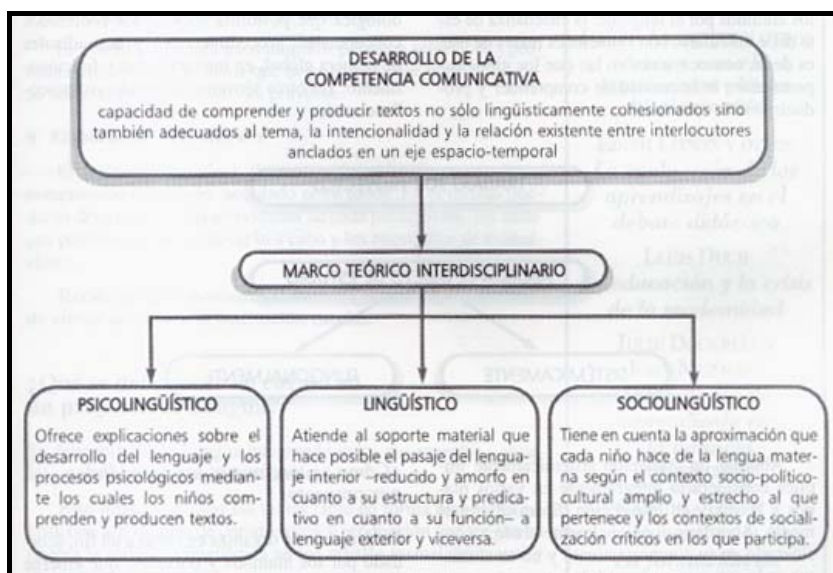 DESARROLLO DE LA
COMPETENCIA COMUNICATIVA
capacidad de comprender y producir textos no sólo lingüísticamente cohesionados sino
también adecuados al tema, la intencionalidad y la relación existente entre interlocutores
anclados en un eje espacio-temporal
MARCO TEÓRICO INTERDISCIPLINARIO
PSICOLINGÜÍSTICO
Ofrece explicaciones sobre el
desarrollo del lenguaje y los
procesos psicológicos median-
te los cuales los niños com-
prenden y producen textos.
LINGÜÍSTICO
Atiende al soporte material que
hace posible el pasaje del lengua-
je interior –reducido y amorfo en
cuanto a su estructura y predica-
tivo en cuanto a su función– a
lenguaje exterior y viceversa.
SOCIOLINGÜÍSTICO
Tiene en cuenta la aproximación que
cada niño hace de la lengua mater-
na según el contexto socio-político-
cultural amplio y estrecho al que
pertenece y los contextos de sociali-
zación críticos en los que participa.